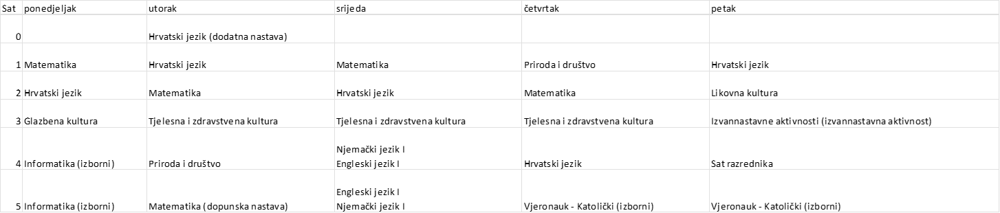 Sat ponedjeljak utorak srijeda četvrtak petak
0 Hrvatski jezik (dodatna nastava)
1 Matematika Hrvatski jezik Matematika Priroda i društvo Hrvatski jezik
2 Hrvatski jezik Matematika Hrvatski jezik Matematika Likovna kultura
3 Glazbena kultura Tjelesna i zdravstvena kultura Tjelesna i zdravstvena kultura Tjelesna i zdravstvena kultura Izvannastavne aktivnosti (izvannastavna aktivnost)
Njemački jezik I
4 Informatika (izborni) Priroda i društvo Engleski jezik I Hrvatski jezik Sat razrednika
Engleski jezik I
5 Informatika (izborni) Matematika (dopunska nastava) Njemački jezik I Vjeronauk - Katolički (izborni) Vjeronauk - Katolički (izborni)